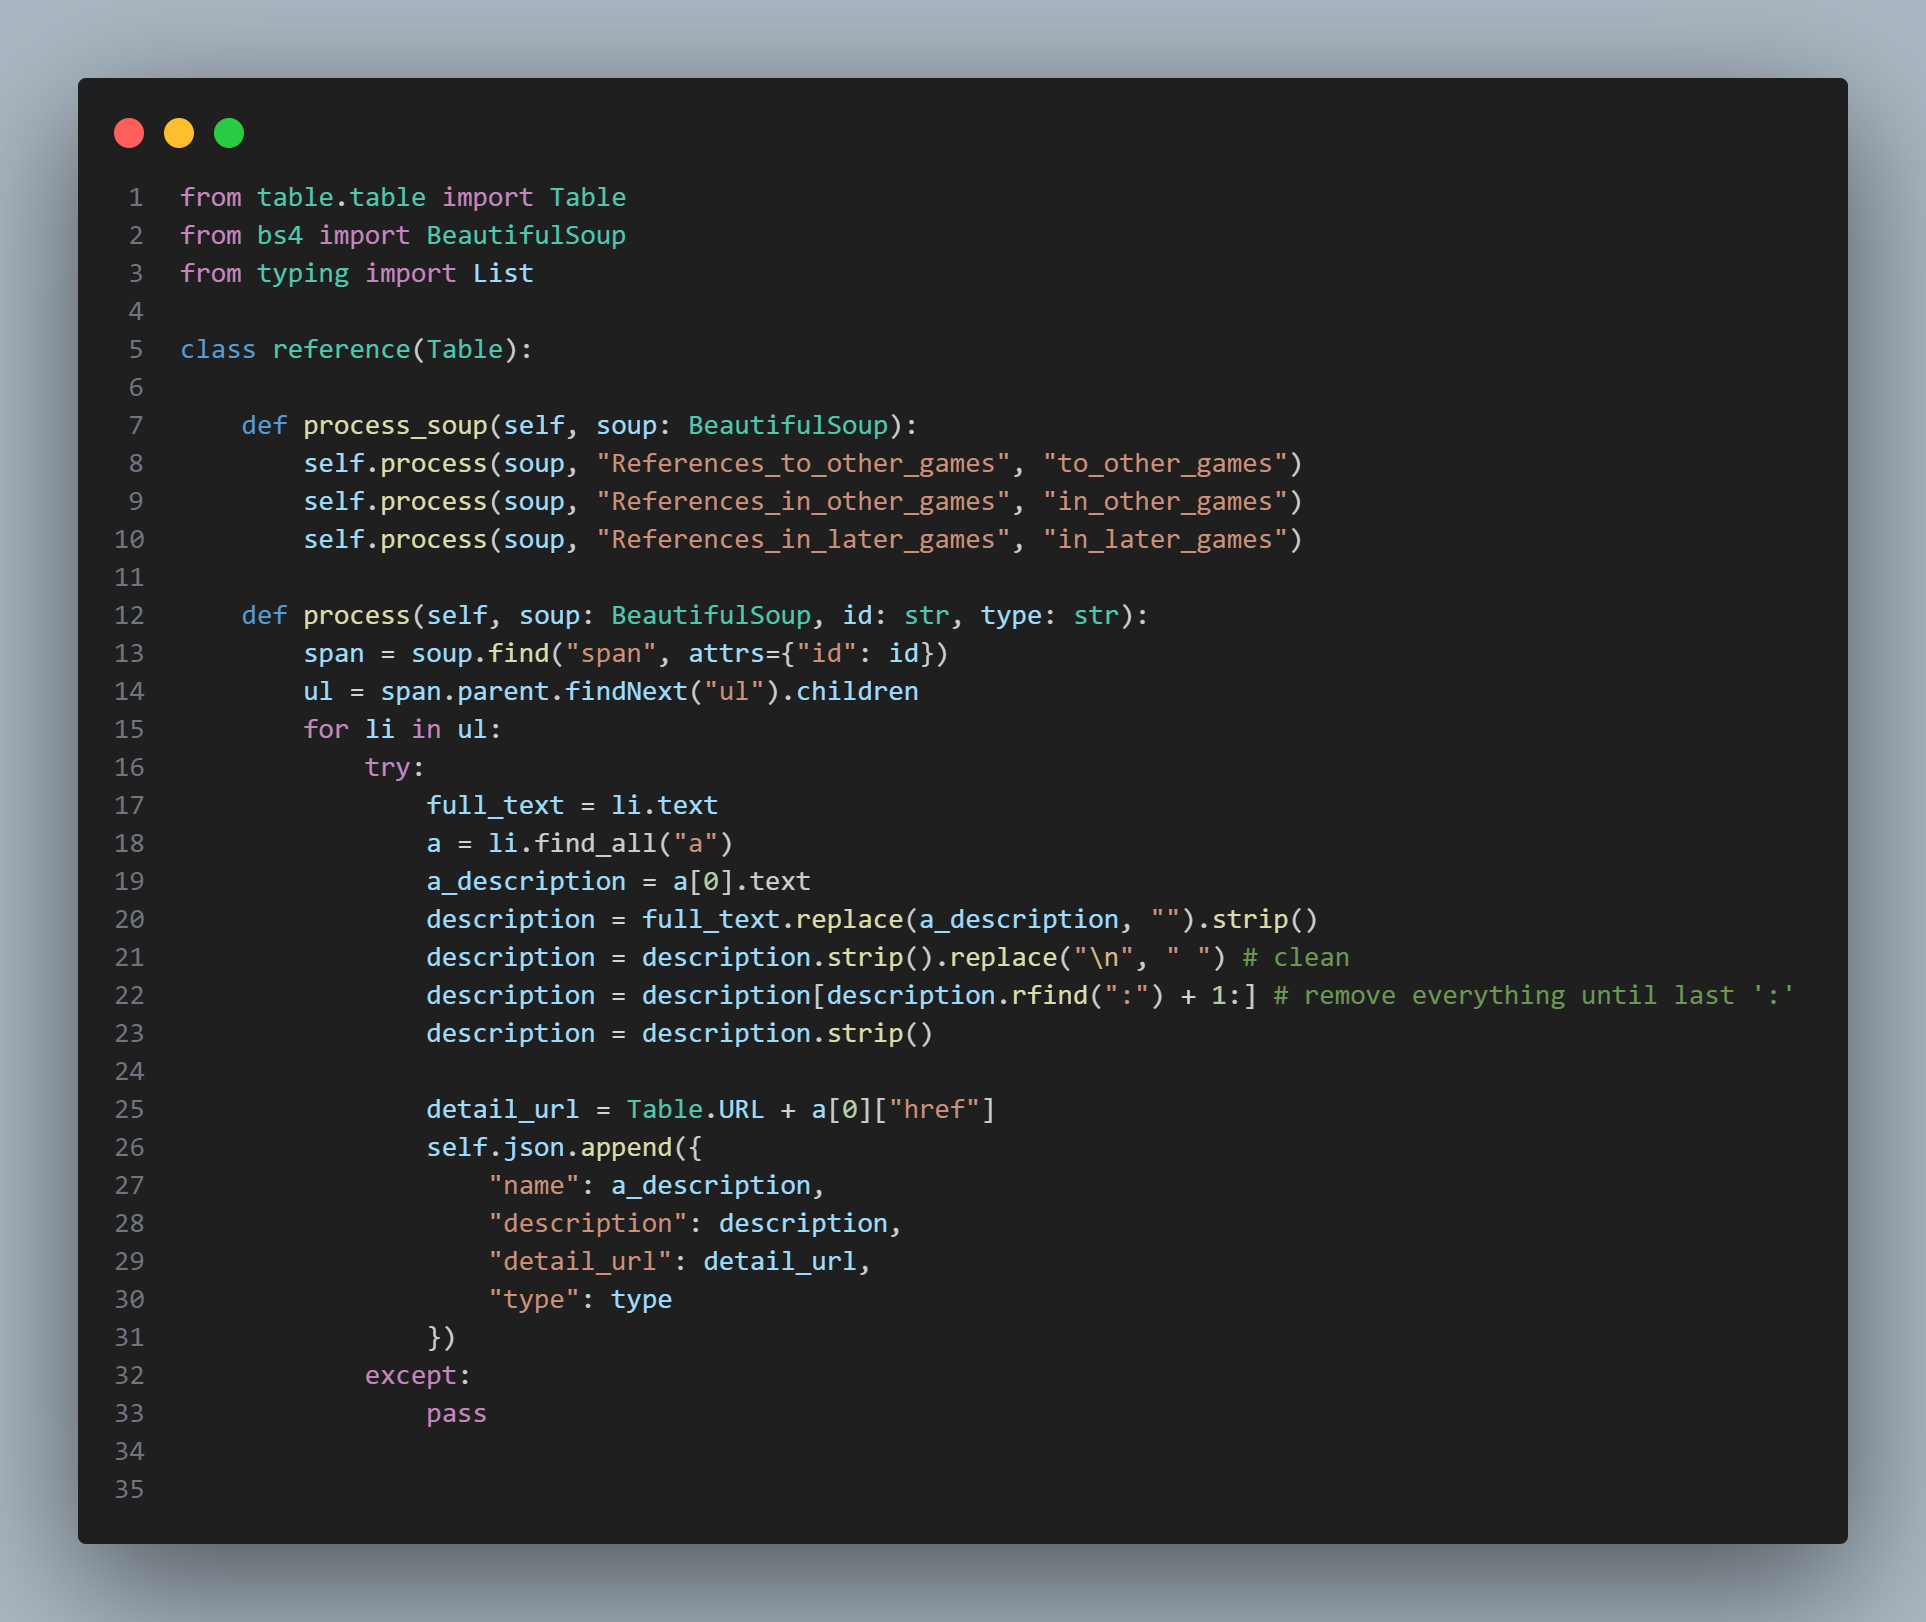 1 from table.table import Table
2 from bs4 import BeautifulSoup
3 from typing import List
4
5 class reference(Table):
6
7     def process_soup(self, soup: BeautifulSoup):
8         self.process(soup, "References_to_other_games", "to_other_games")
9         self.process(soup, "References_in_other_games", "in_other_games")
10         self.process(soup, "References_in_later_games", "in_later_games")
11
12     def process(self, soup: BeautifulSoup, id: str, type: str):
13         span = soup.find("span", attrs={"id": id})
14         ul = span.parent.findNext("ul").children
15         for li in ul:
16             try:
17                 full_text = li.text
18                 a = li.find_all("a")
19                 a_description = a[0].text
20                 description = full_text.replace(a_description, "").strip()
21                 description = description.strip().replace("\n", " ") # clean
22                 description = description[description.rfind(":") + 1:] # remove everything until last ':'
23                 description = description.strip()
24
25                 detail_url = Table.URL + a[0]["href"]
26                 self.json.append({
27                     "name": a_description,
28                     "description": description,
29                     "detail_url": detail_url,
30                     "type": type
31                 })
32             except:
33                 pass
34
35